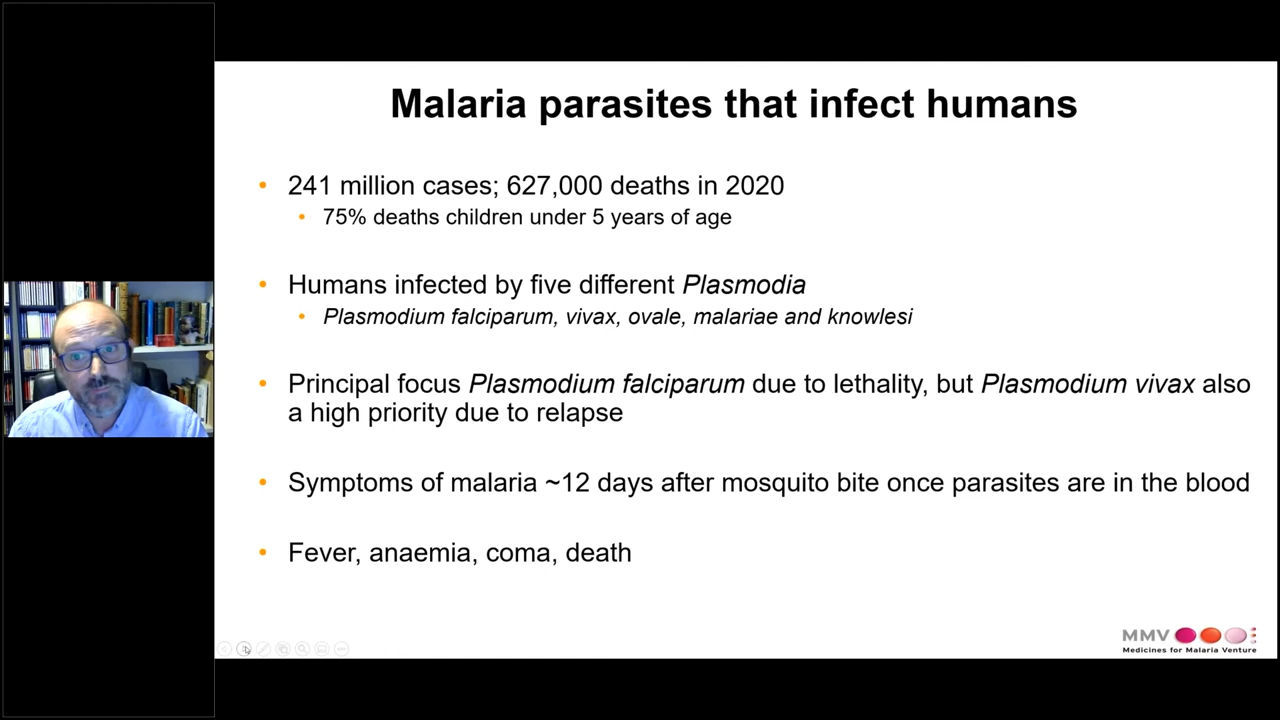 Malaria parasites that infect humans
• 241 million cases; 627,000 deaths in 2020
• 75% deaths children under 5 years of age
• Humans infected by five different Plasmodia
• Plasmodium falciparum, vivax, ovale, malariae and knowlesi
• Principal focus Plasmodium falciparum due to lethality, but Plasmodium vivax also
a high priority due to relapse
• Symptoms of malaria ~12 days after mosquito bite once parasites are in the blood
• Fever, anaemia, coma, death
MMV
Medicines for Malaria Venture